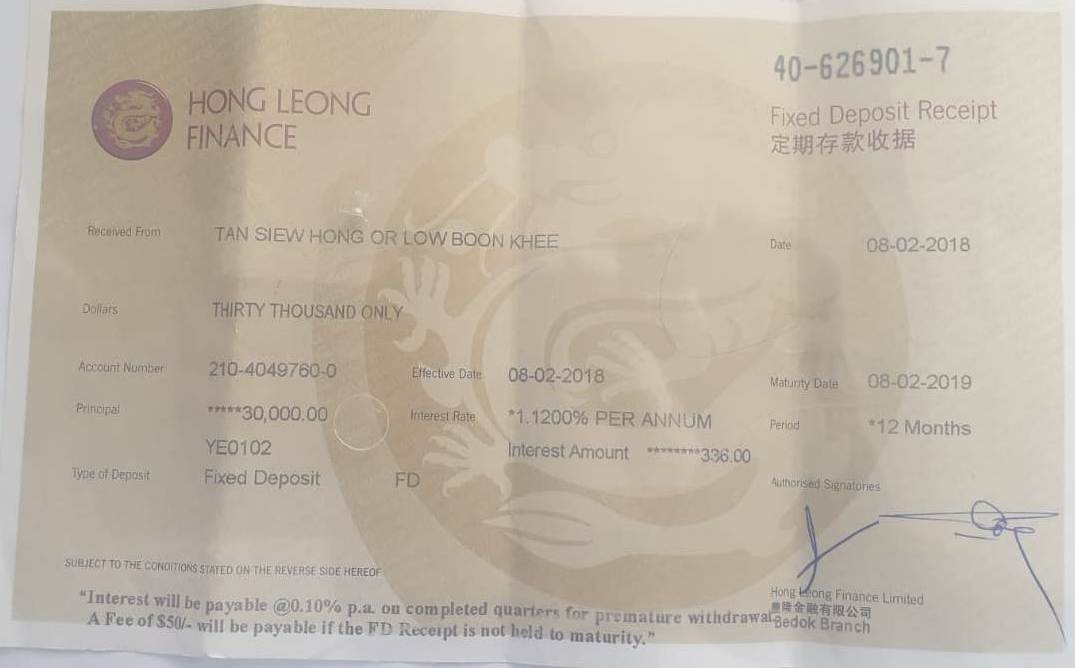 40-626901-7
HONG LEONG
FINANCE
Fixed Deposit Receipt
定期存款收据
Received From TAN SIEW HONG OR LOW BOON KHEE Date 08-02-2018
Dollars THIRTY THOUSAND ONLY
Account Number 210-4049760-0 Effective Date 08-02-2018 Maturity Date 08-02-2019
Principal *****30,000.00 Interest Rate *1.1200% PER ANNUM Period *12 Months
YE0102 Interest Amount ********336.00
Type of Deposit Fixed Deposit FD
Authorised Signatories
SUBJECT TO THE CONDITIONS STATED ON THE REVERSE SIDE HEREOF
"Interest will be payable @0.10% p.a. on completed quarters for premature withdrawal.
A Fee of $50/- will be payable if the FD Receipt is not held to maturity."
Hong Leong Finance Limited
豊隆金融有限公司
Bedok Branch